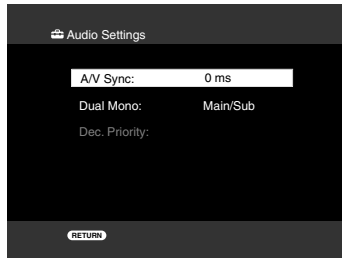 Audio Settings
A/V Sync: 0 ms
Dual Mono: Main/Sub
Dec. Priority:
RETURN